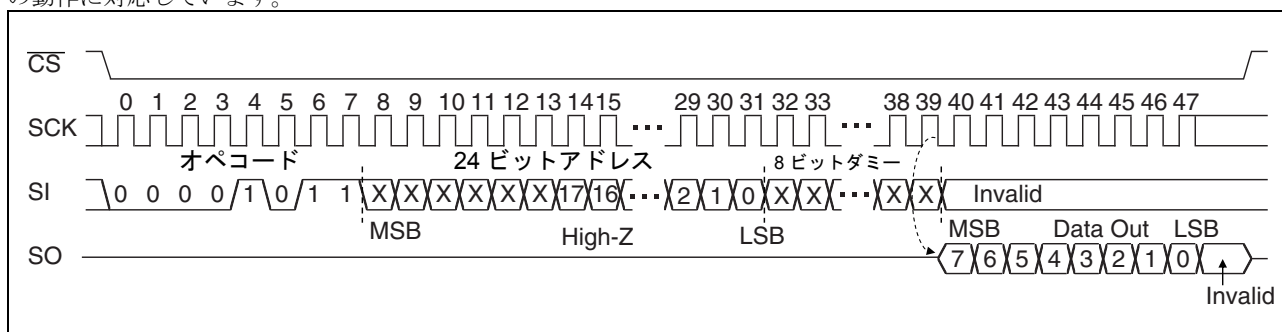 の動作に対応しています。
CS
0 1 2 3 4 5 6 7 8 9 10 11 12 13 14 15 29 30 31 32 33 38 39 40 41 42 43 44 45 46 47
SCK
オペコード 24 ビットアドレス 8 ビットダミー
SI 0 0 0 0 1 0 1 1 X X X X X X 17 16 2 1 0 X X X X Invalid
MSB High-Z LSB MSB Data Out LSB
SO 7 6 5 4 3 2 1 0
Invalid